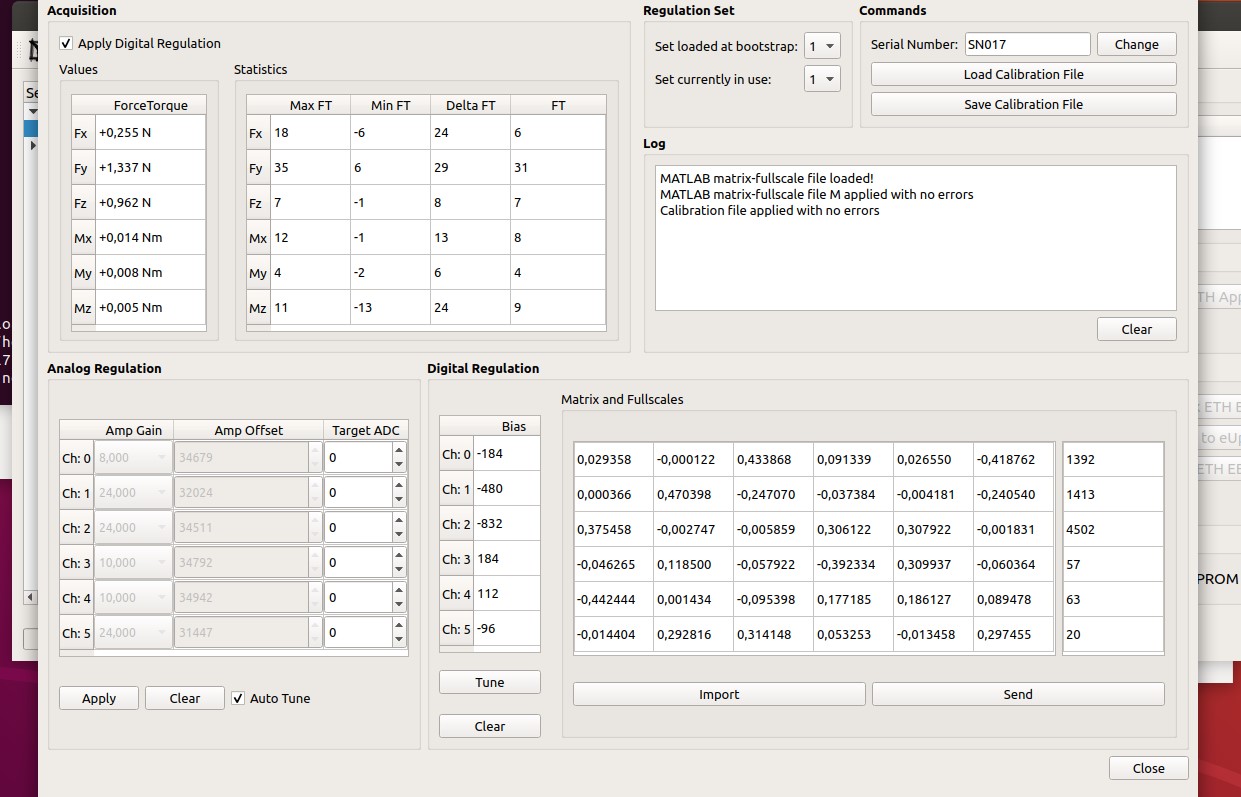 Acquisition
Apply Digital Regulation
Values
ForceTorque
Fx +0,255 N
Fy +1,337 N
Fz +0,962 N
Mx +0,014 Nm
My +0,008 Nm
Mz +0,005 Nm
Statistics
Max FT Min FT Delta FT FT
Fx 18 -6 24 6
Fy 35 6 29 31
Fz 7 -1 8 7
Mx 12 -1 13 8
My 4 -2 6 4
Mz 11 -13 24 9
Regulation Set
Set loaded at bootstrap: 1
Set currently in use: 1
Commands
Serial Number: SN017 Change
Load Calibration File
Save Calibration File
Log
MATLAB matrix-fullscale file loaded!
MATLAB matrix-fullscale file M applied with no errors
Calibration file applied with no errors
Clear
Analog Regulation
Amp Gain Amp Offset Target ADC
Ch: 0 8,000 34679 0
Ch: 1 24,000 32024 0
Ch: 2 24,000 34511 0
Ch: 3 10,000 34792 0
Ch: 4 10,000 34942 0
Ch: 5 24,000 31447 0
Apply Clear Auto Tune
Digital Regulation
Bias
Ch: 0 -184
Ch: 1 -480
Ch: 2 -832
Ch: 3 184
Ch: 4 112
Ch: 5 -96
Tune
Clear
Matrix and Fullscales
0,029358 -0,000122 0,433868 0,091339 0,026550 -0,418762 1392
0,000366 0,470398 -0,247070 -0,037384 -0,004181 -0,240540 1413
0,375458 -0,002747 -0,005859 0,306122 0,307922 -0,001831 4502
-0,046265 0,118500 -0,057922 -0,392334 0,309937 -0,060364 57
-0,442444 0,001434 -0,095398 0,177185 0,186127 0,089478 63
-0,014404 0,292816 0,314148 0,053253 -0,013458 0,297455 20
Import Send
Close
TH App
ETH E
to eUp
ETH EE
PROM